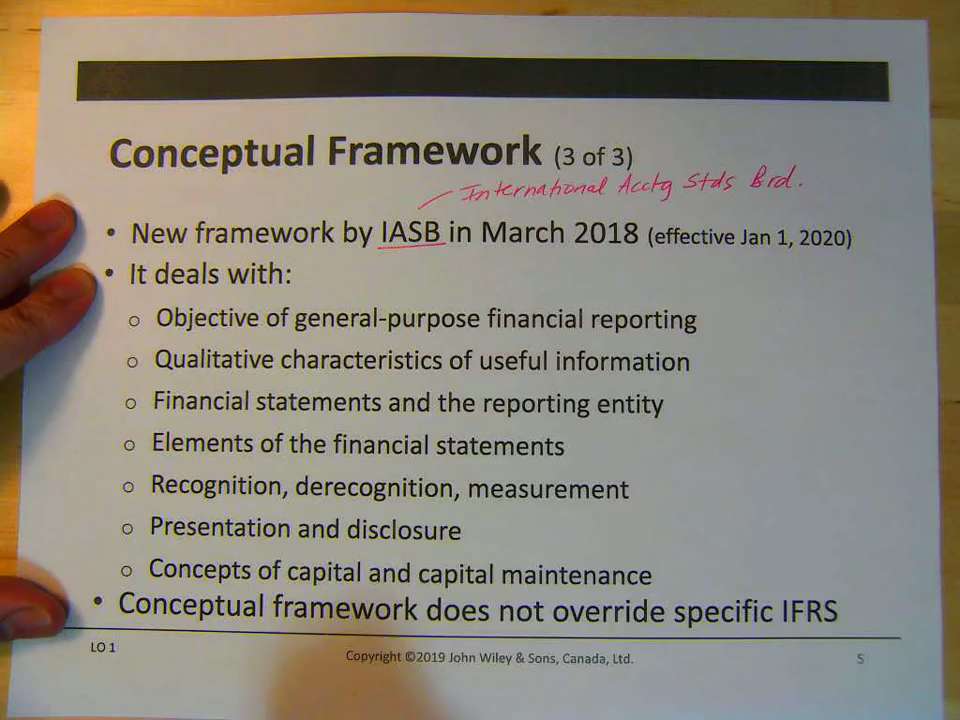 Conceptual Framework (3 of 3)
International Acctg Stds Brd.
• New framework by IASB in March 2018 (effective Jan 1, 2020)
• It deals with:
○ Objective of general-purpose financial reporting
○ Qualitative characteristics of useful information
○ Financial statements and the reporting entity
○ Elements of the financial statements
○ Recognition, derecognition, measurement
○ Presentation and disclosure
○ Concepts of capital and capital maintenance
• Conceptual framework does not override specific IFRS
LO 1
Copyright ©2019 John Wiley & Sons, Canada, Ltd.
5